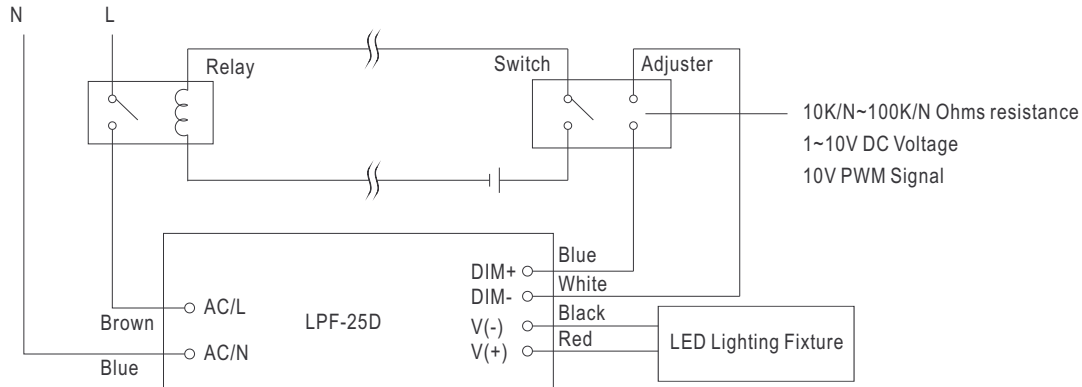 N
L
Relay
Switch
Adjuster
10K/N~100K/N Ohms resistance
1~10V DC Voltage
10V PWM Signal
Blue
DIM+
White
DIM-
Black
V(-)
Red
V(+)
LED Lighting Fixture
LPF-25D
AC/L
Brown
AC/N
Blue